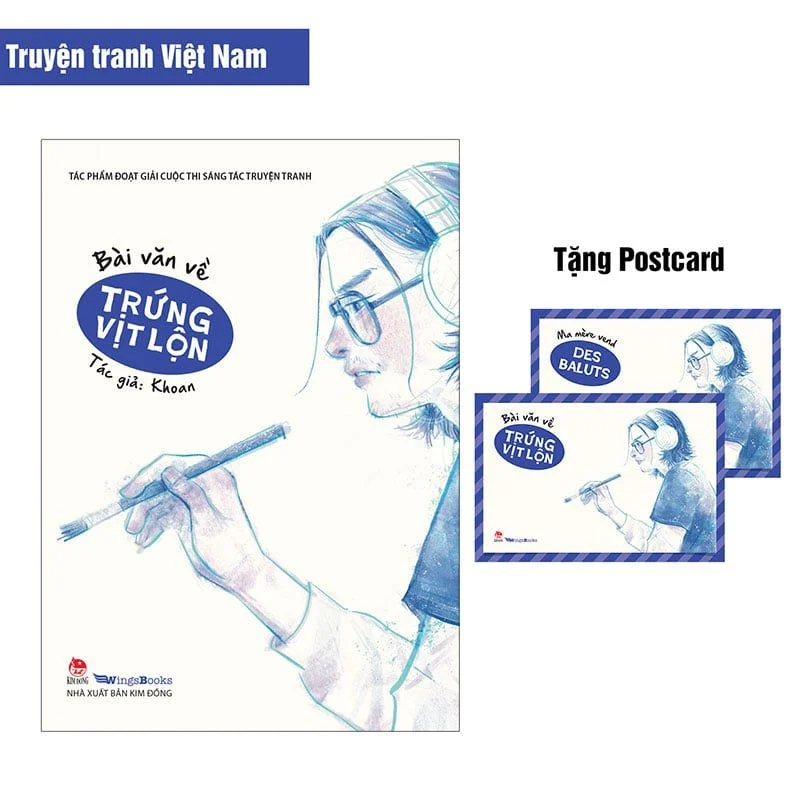 Truyện tranh Việt Nam
TÁC PHẨM ĐOẠT GIẢI CUỘC THI SÁNG TÁC TRUYỆN TRANH
Bài văn về
TRỨNG
VỊT LỘN
Tác giả: Khoan
KIM ĐỒNG
WingsBooks
NHÀ XUẤT BẢN KIM ĐỒNG
Tặng Postcard
Ma mère vend
DES
BALUTS
Bài văn về
TRỨNG
VỊT LỘN
WingsBooks